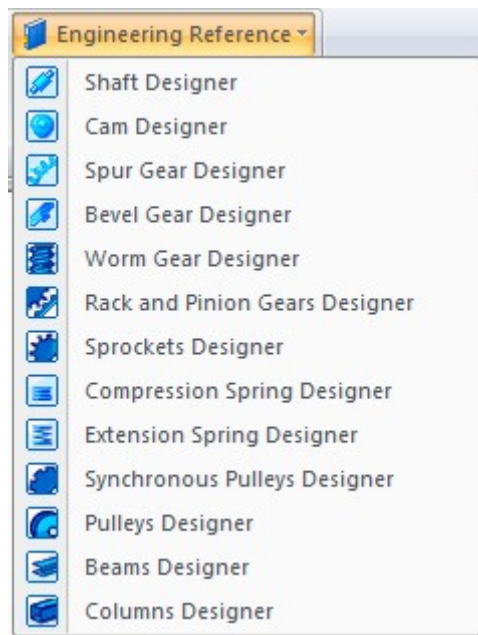 Engineering Reference
Shaft Designer
Cam Designer
Spur Gear Designer
Bevel Gear Designer
Worm Gear Designer
Rack and Pinion Gears Designer
Sprockets Designer
Compression Spring Designer
Extension Spring Designer
Synchronous Pulleys Designer
Pulleys Designer
Beams Designer
Columns Designer